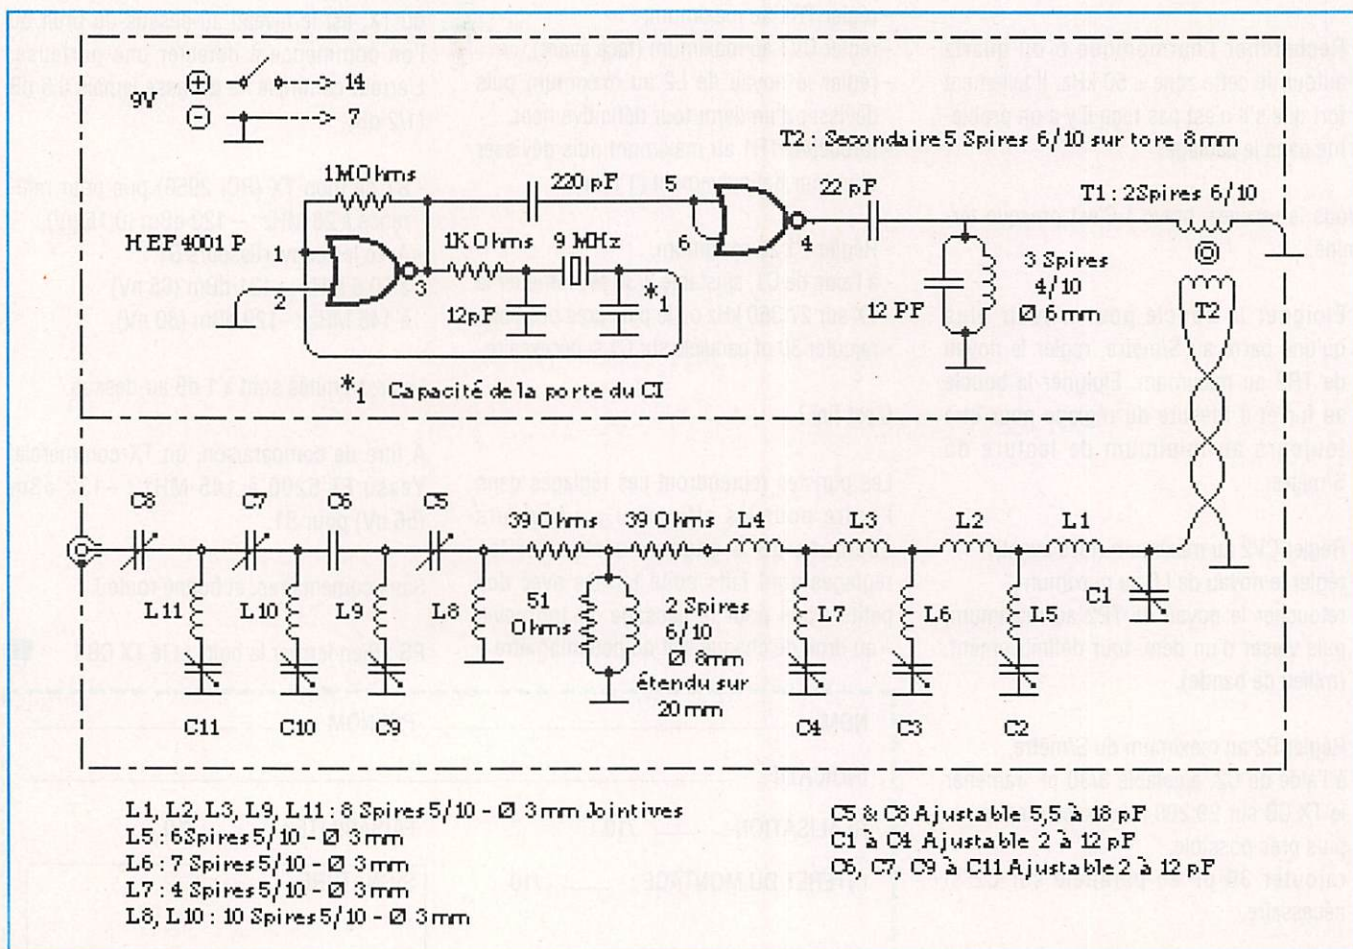 9V
14
7
T2 : Secondaire 5 Spires 6/10 sur tore 8 mm
1M Ohms
220 pF
5
6
4
22 pF
T1 : 2 Spires 6/10
HEF 4001 P
1
2
3
1K Ohms
9 MHz
*1
12pF
12 PF
3 Spires
4/10
Ø 6mm
T2
*1 Capacité de la porte du CI
C8
C7
C6
C5
39 Ohms
39 Ohms
L4
L3
L2
L1
L11
L10
L9
L8
51
Ohms
2 Spires
6/10
Ø 8mm
étendu sur
20 mm
L7
L6
L5
C1
C11
C10
C9
C4
C3
C2
L1, L2, L3, L9, L11 : 8 Spires 5/10 - Ø 3 mm Jointives
L5 : 6 Spires 5/10 - Ø 3 mm
L6 : 7 Spires 5/10 - Ø 3 mm
L7 : 4 Spires 5/10 - Ø 3 mm
L8, L10 : 10 Spires 5/10 - Ø 3 mm
C5 & C8 Ajustable 5,5 à 18 pF
C1 à C4 Ajustable 2 à 12 pF
C6, C7, C9 à C11 Ajustable 2 à 12 pF